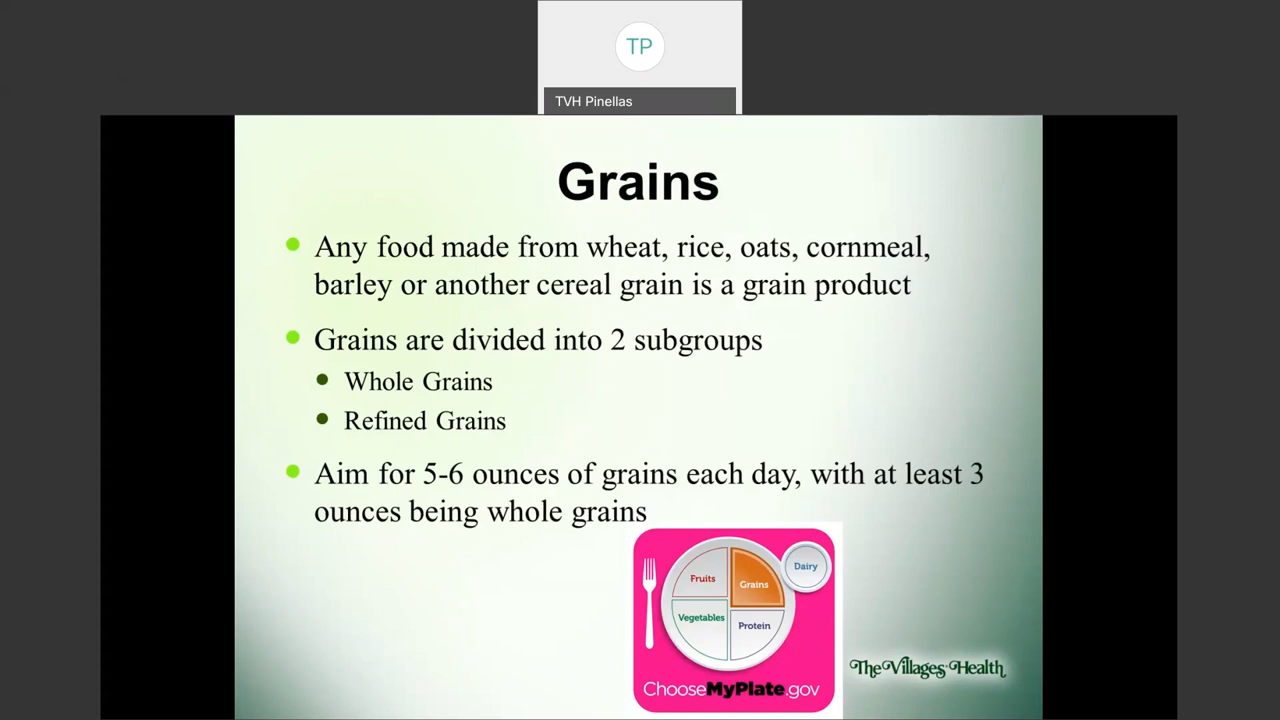 TP
TVH Pinellas
Grains
Any food made from wheat, rice, oats, cornmeal,
barley or another cereal grain is a grain product
Grains are divided into 2 subgroups
Whole Grains
Refined Grains
Aim for 5-6 ounces of grains each day, with at least 3
ounces being whole grains
Dairy
Fruits
Grains
Vegetables
Protein
ChooseMyPlate.gov
The Villages Health